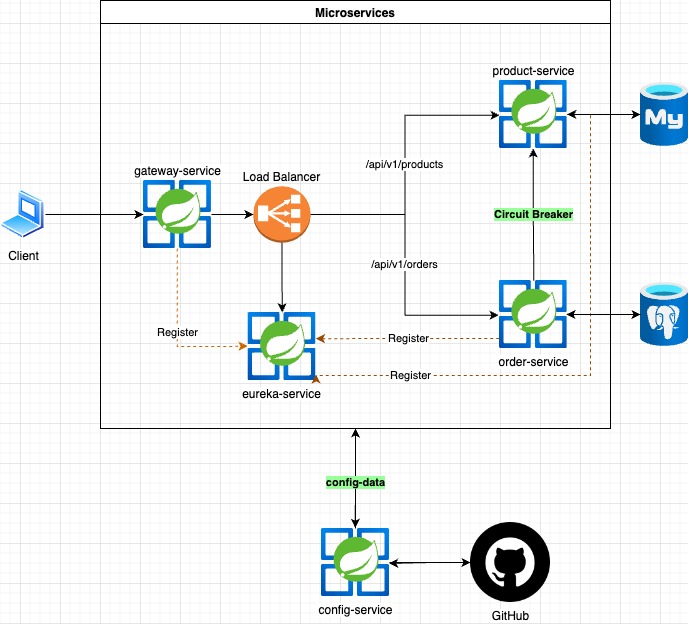 Microservices
product-service
My
/api/v1/products
gateway-service
Load Balancer
Circuit Breaker
Client
/api/v1/orders
Register
Register
order-service
Register
eureka-service
config-data
config-service
GitHub